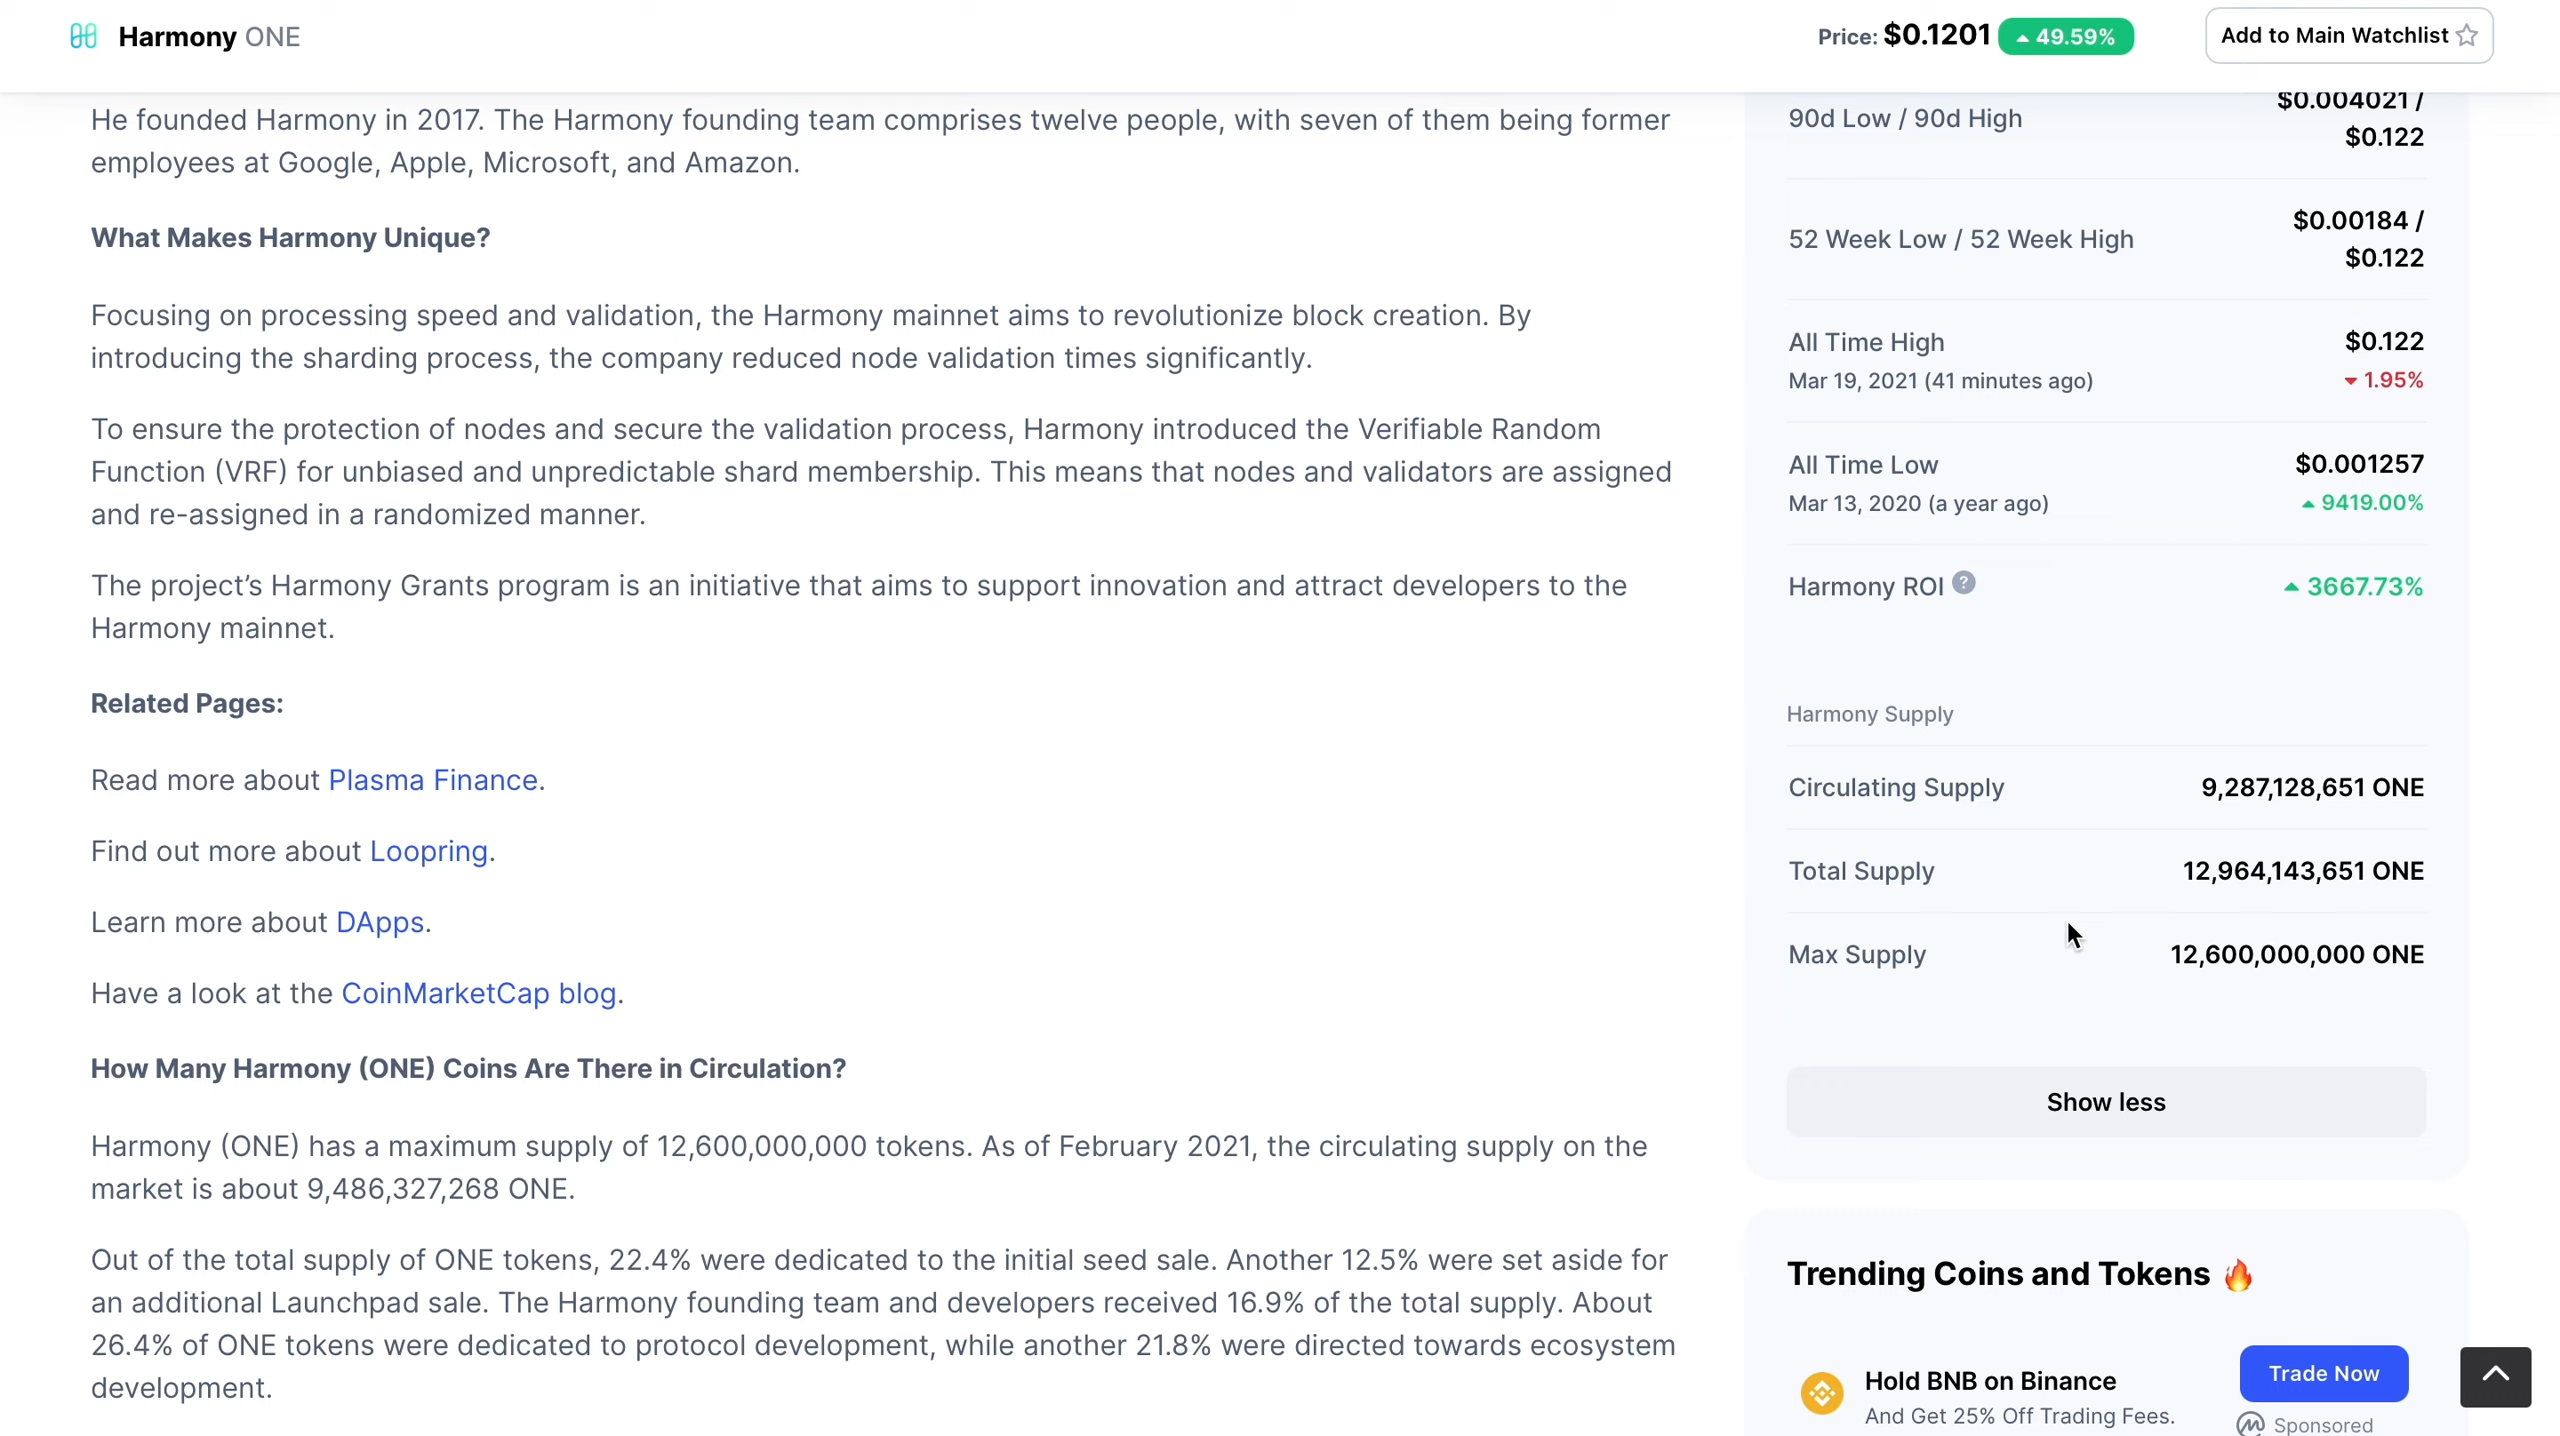 Harmony ONE
Price: $0.1201 49.59%
Add to Main Watchlist
He founded Harmony in 2017. The Harmony founding team comprises twelve people, with seven of them being former
employees at Google, Apple, Microsoft, and Amazon.
What Makes Harmony Unique?
Focusing on processing speed and validation, the Harmony mainnet aims to revolutionize block creation. By
introducing the sharding process, the company reduced node validation times significantly.
To ensure the protection of nodes and secure the validation process, Harmony introduced the Verifiable Random
Function (VRF) for unbiased and unpredictable shard membership. This means that nodes and validators are assigned
and re-assigned in a randomized manner.
The project’s Harmony Grants program is an initiative that aims to support innovation and attract developers to the
Harmony mainnet.
Related Pages:
Read more about Plasma Finance.
Find out more about Loopring.
Learn more about DApps.
Have a look at the CoinMarketCap blog.
How Many Harmony (ONE) Coins Are There in Circulation?
Harmony (ONE) has a maximum supply of 12,600,000,000 tokens. As of February 2021, the circulating supply on the
market is about 9,486,327,268 ONE.
Out of the total supply of ONE tokens, 22.4% were dedicated to the initial seed sale. Another 12.5% were set aside for
an additional Launchpad sale. The Harmony founding team and developers received 16.9% of the total supply. About
26.4% of ONE tokens were dedicated to protocol development, while another 21.8% were directed towards ecosystem
development.
90d Low / 90d High
$0.004021 /
$0.122
52 Week Low / 52 Week High
$0.00184 /
$0.122
All Time High $0.122
Mar 19, 2021 (41 minutes ago) 1.95%
All Time Low $0.001257
Mar 13, 2020 (a year ago) 9419.00%
Harmony ROI ? 3667.73%
Harmony Supply
Circulating Supply 9,287,128,651 ONE
Total Supply 12,964,143,651 ONE
Max Supply 12,600,000,000 ONE
Show less
Trending Coins and Tokens 🔥
Hold BNB on Binance
And Get 25% Off Trading Fees.
Trade Now
Sponsored